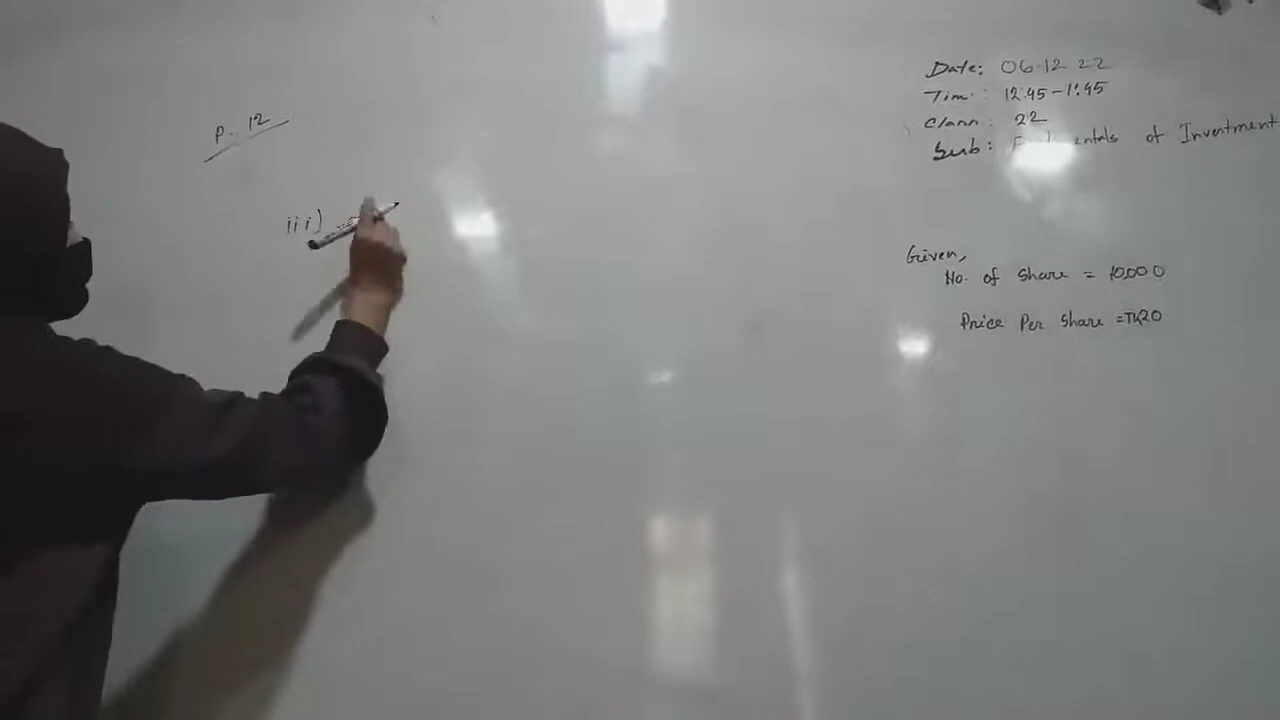 P. 12
iii)
Date: 06.12 22
Tim : 12.45 - 1:45
Class : 22
Sub: of Investment
Given,
No. of Share = 10000
Price Per Share = Tk20